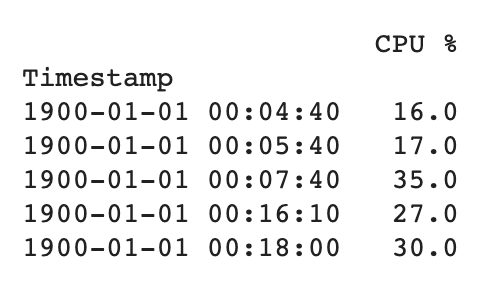 CPU %
Timestamp
1900-01-01 00:04:40 16.0
1900-01-01 00:05:40 17.0
1900-01-01 00:07:40 35.0
1900-01-01 00:16:10 27.0
1900-01-01 00:18:00 30.0